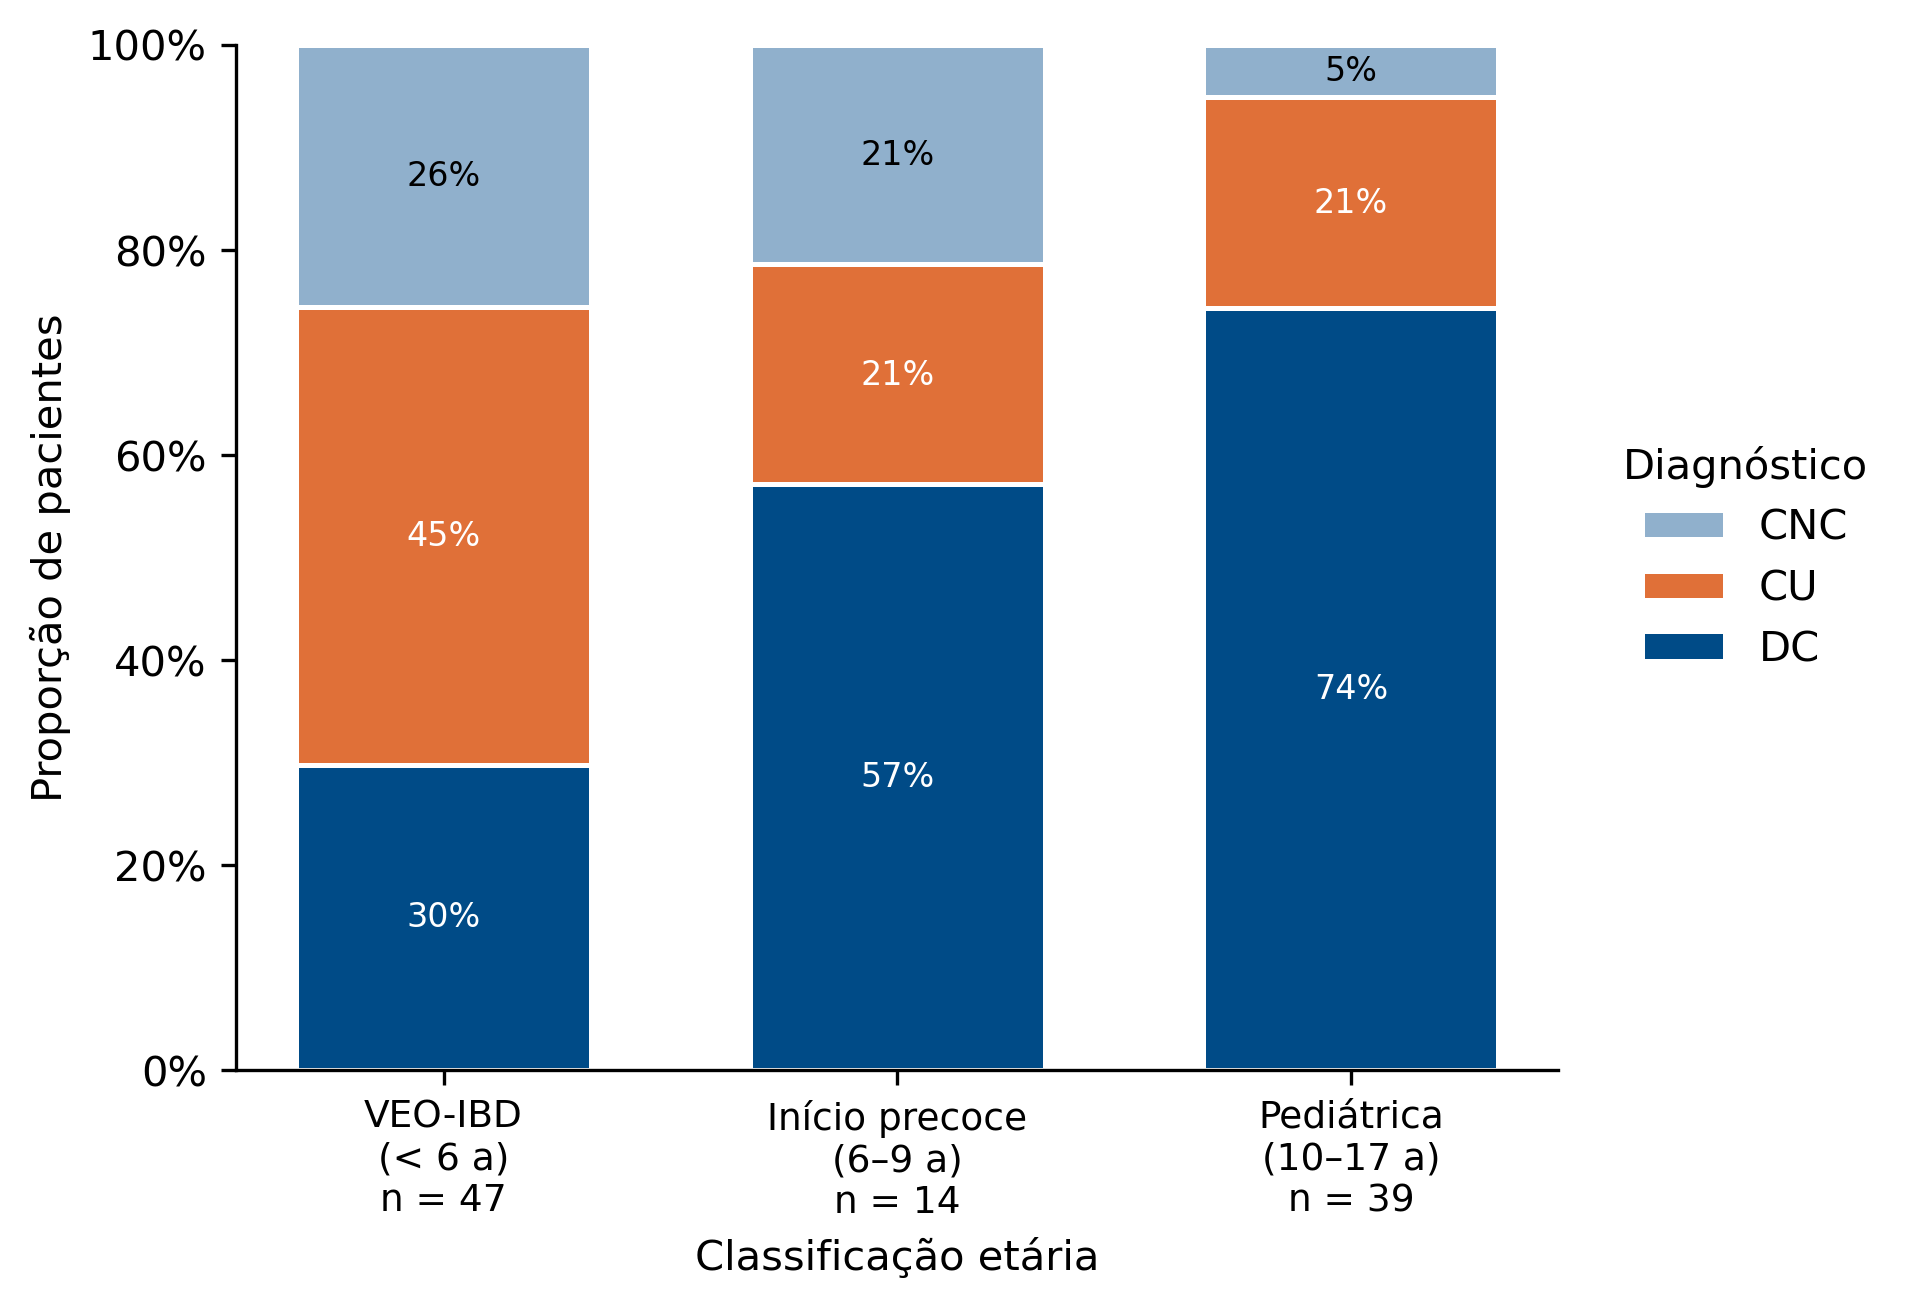 100%
80%
60%
40%
20%
0%
Proporção de pacientes
26%
45%
30%
21%
21%
57%
5%
21%
74%
VEO-IBD
(< 6 a)
n = 47
Início precoce
(6–9 a)
n = 14
Pediátrica
(10–17 a)
n = 39
Classificação etária
Diagnóstico
CNC
CU
DC